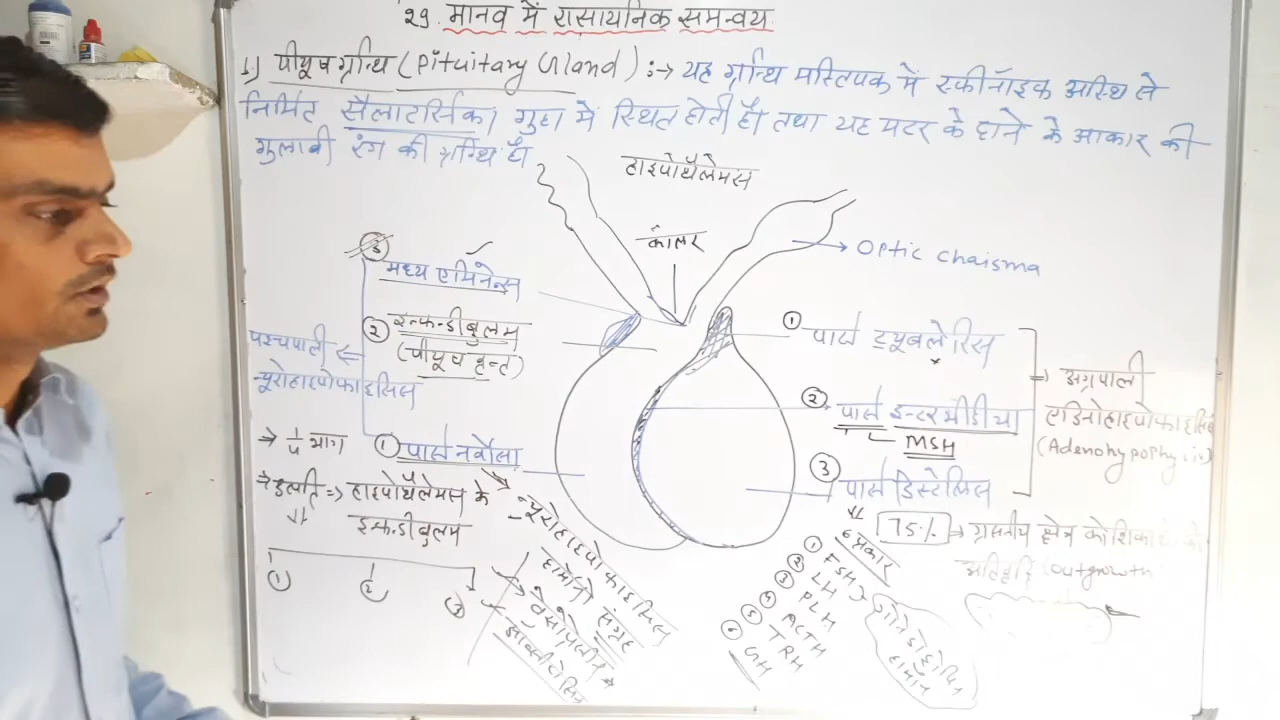 29. मानव में रासायनिक समन्वय
1) पीयूष ग्रन्थि (Pituitary Gland) :→ यह ग्रन्थि मस्तिष्क में स्फीनॉइड अस्थि से
निर्मित सैलाटर्सिका गुहा में स्थित होती है। तथा यह मटर के दाने के आकार की
गुलाबी रंग की ग्रन्थि है।
हाइपोथैलेमस
कॉलर
Optic Chaisma
③ मध्य एमिनेन्स
② इन्फन्डीबुलम
(पीयूष वृन्त)
पश्चपाली
न्यूरोहाइपोफाइसिस
① पार्स नर्वोसा
→ 1/4 भाग
→ उत्पत्ति ⇒ हाइपोथैलेमस के
इन्फन्डीबुलम
① ② ③
न्यूरोहाइपोफाइसिस
हार्मोनों संग्रह
वैसोप्रेसीन
ऑक्सीटोसिन
① पार्स ट्यूबलेरिस
② पार्स इन्टरमीडिया
MSH
③ पार्स डिस्टेलिस
⇒ अग्रपाली
एडिनोहाइपोफाइसिस
(Adenohypophysis)
75% → ग्रसनीय क्षेत्र कोशिकाओं
अतिवृद्धि (outgrowth
6 प्रकार
① FSH
② LH
③ PLH
④ ACTH
⑤ TRH
⑥ GH
गोनेडोट्रोपिन
हार्मोन